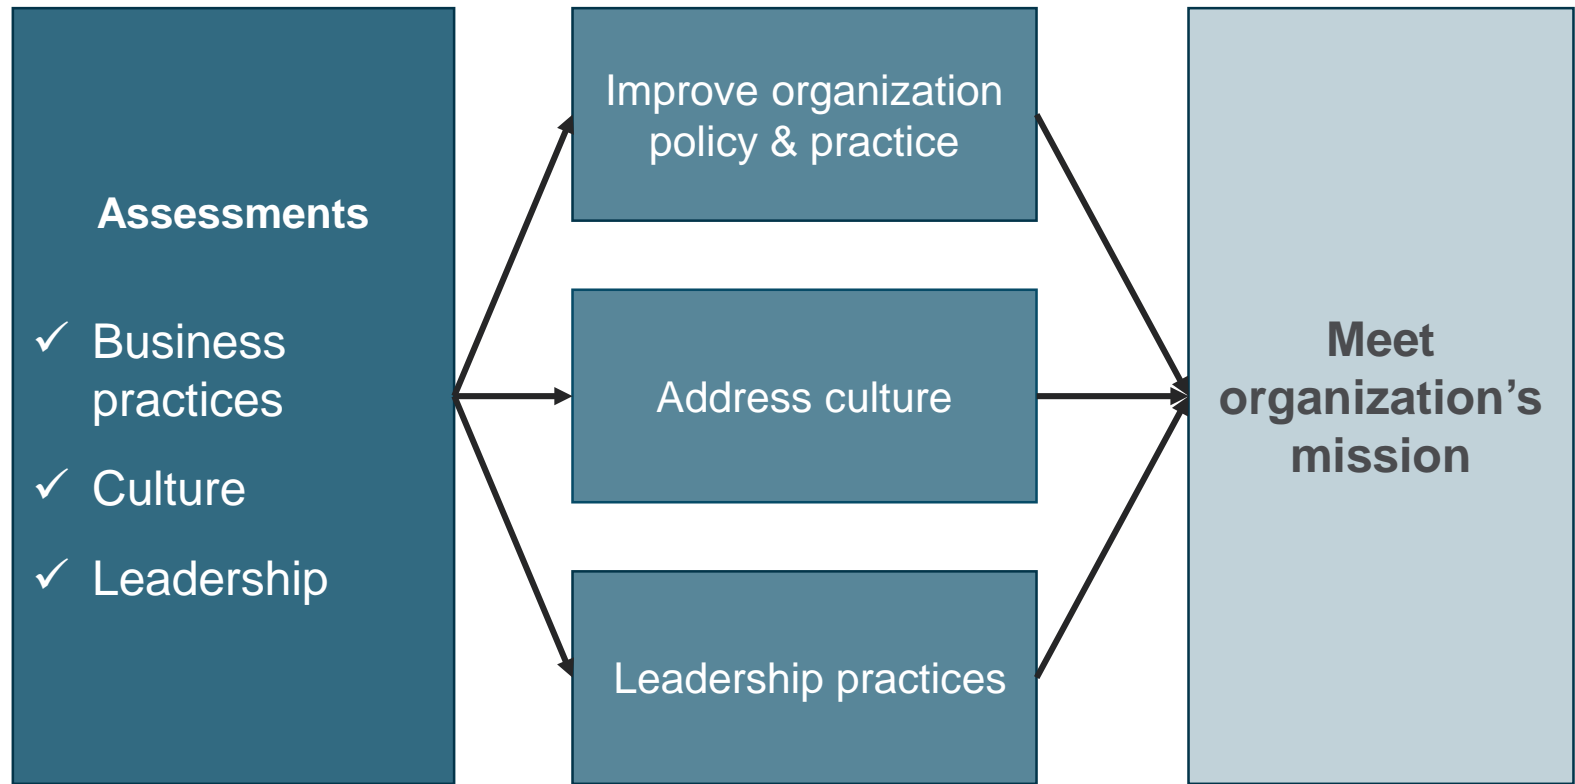 Assessments
✓ Business
practices
✓ Culture
✓ Leadership
Improve organization
policy & practice
Address culture
Leadership practices
Meet
organization’s
mission